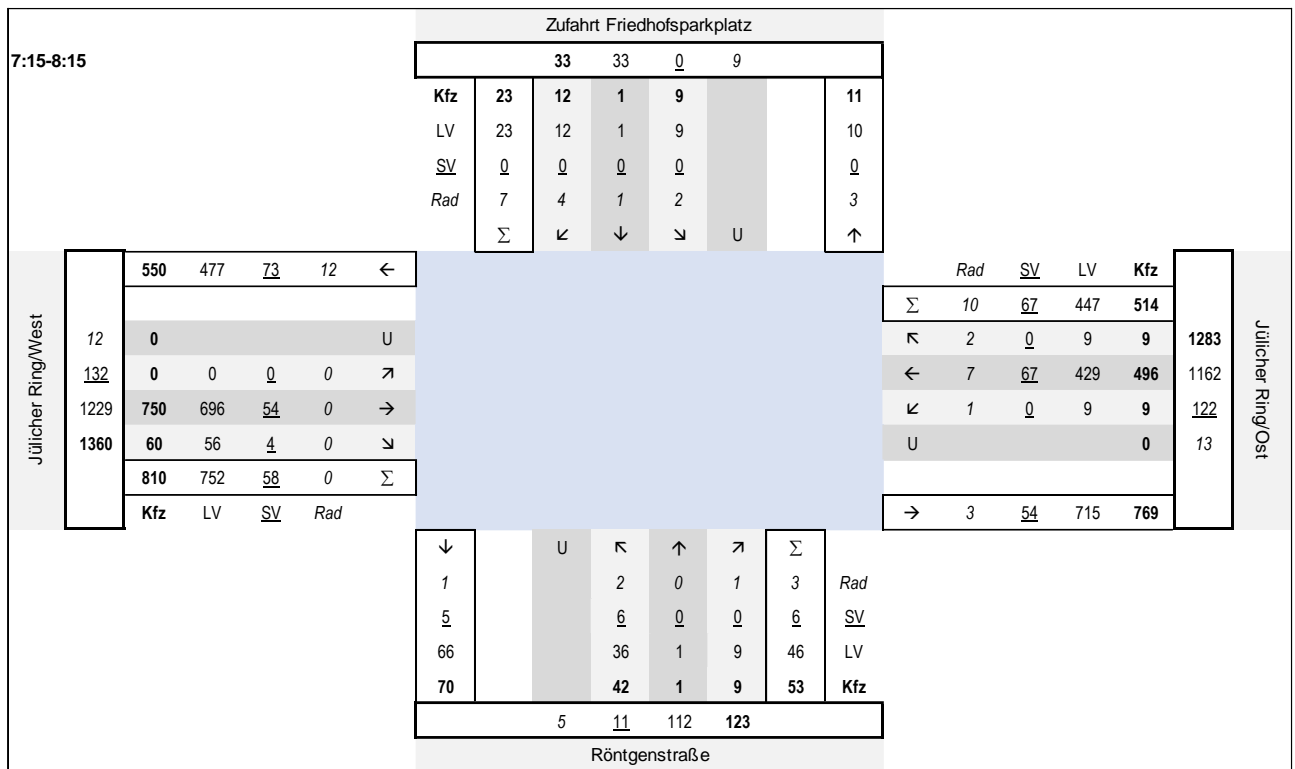 Zufahrt Friedhofsparkplatz
7:15-8:15 33 33 0 9
Kfz 23 12 1 9 11
LV 23 12 1 9 10
SV 0 0 0 0 0
Rad 7 4 1 2 3
Σ ↙ ↓ ↘ U ↑
550 477 73 12 ← Rad SV LV Kfz
Σ 10 67 447 514
12 0 U ↖ 2 0 9 9 1283
132 0 0 0 0 ↗ ← 7 67 429 496 1162
1229 750 696 54 0 → ↙ 1 0 9 9 122
1360 60 56 4 0 ↘ U 0 13
810 752 58 0 Σ
Kfz LV SV Rad → 3 54 715 769
Jülicher Ring/West
Jülicher Ring/Ost
↓ U ↖ ↑ ↗ Σ
1 2 0 1 3 Rad
5 6 0 0 6 SV
66 36 1 9 46 LV
70 42 1 9 53 Kfz
5 11 112 123
Röntgenstraße